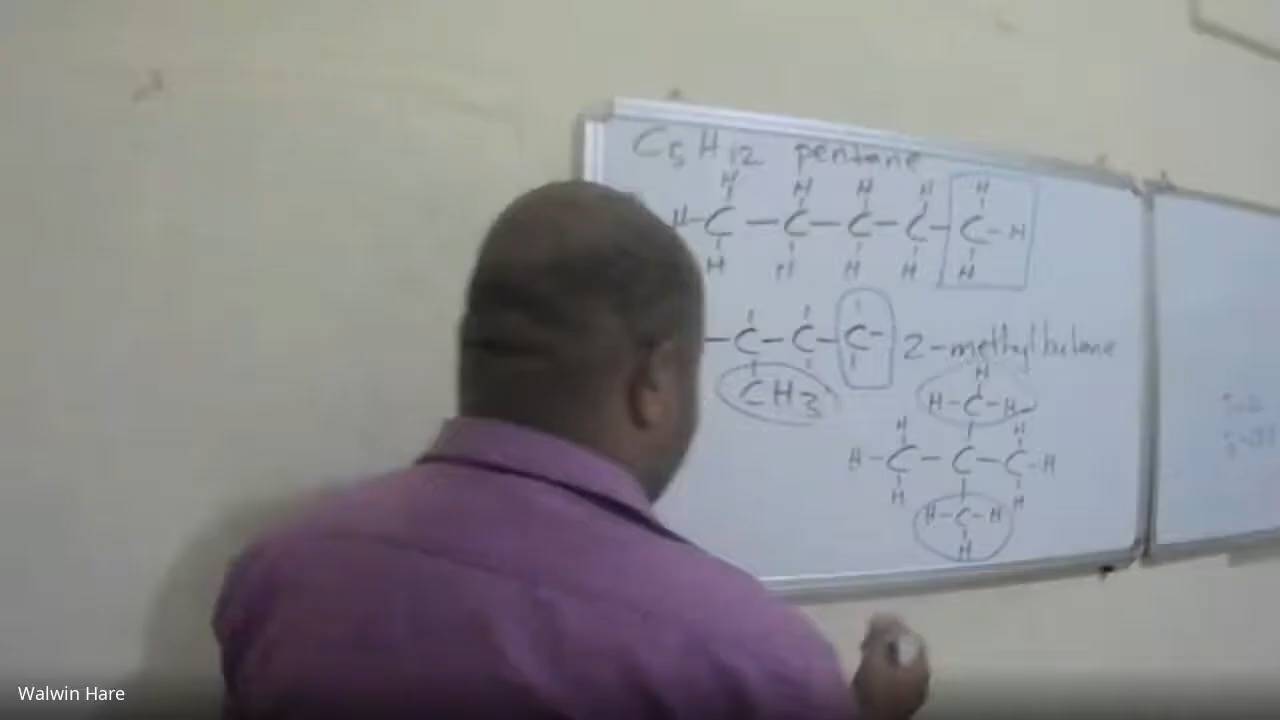 C5H12 pentane
H H H H H
H-C-C-C-C-C-H
H H H H H
-C-C-C- 2-methylbutane
CH3
H
H-C-H
H H
H-C-C-C-H
H H
H-C-H
H
Walwin Hare